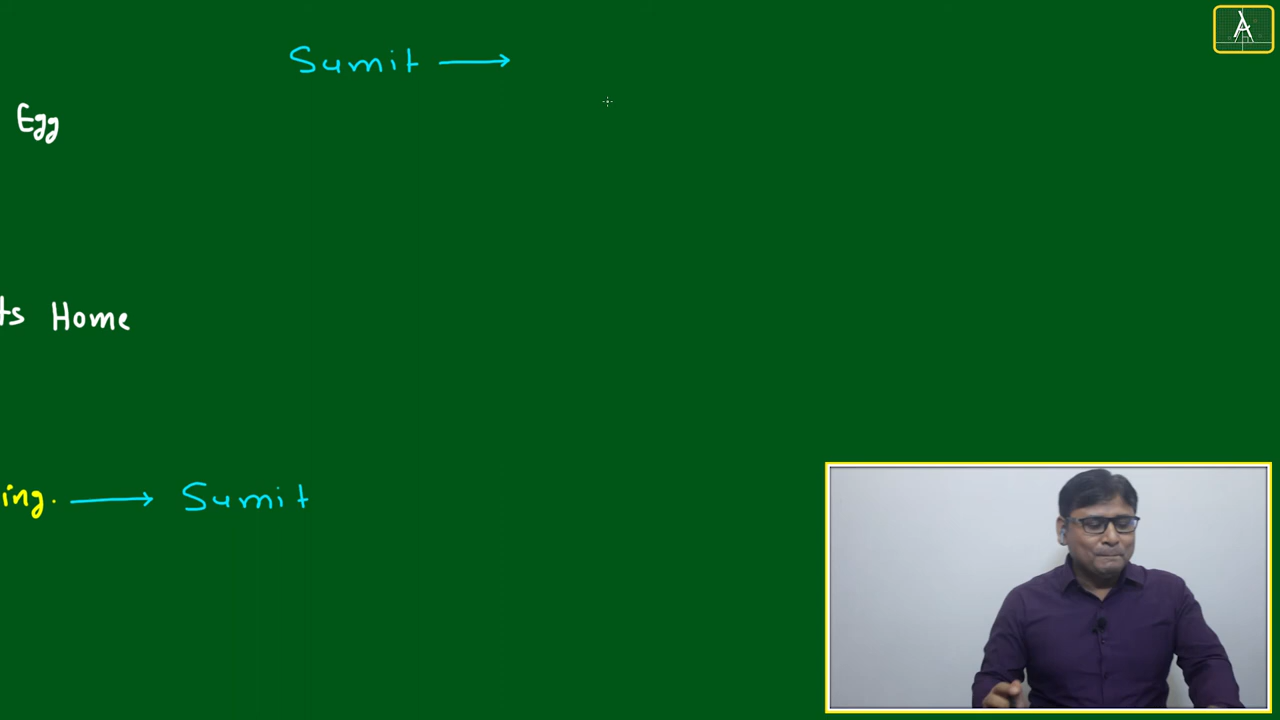 Sumit →
Egg
ts Home
ing. → Sumit